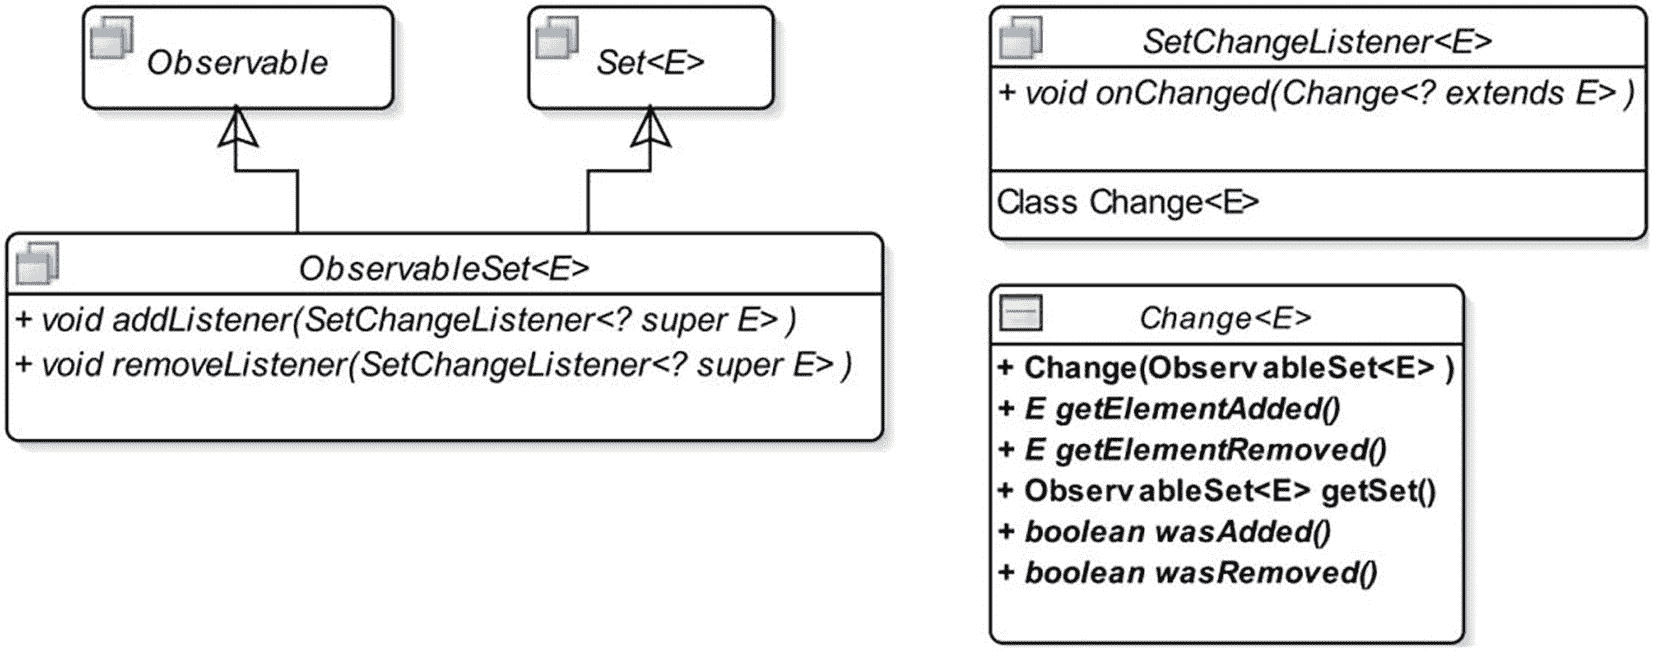 Observable
Set<E>
ObservableSet<E>
+ void addListener(SetChangeListener<? super E> )
+ void removeListener(SetChangeListener<? super E> )
SetChangeListener<E>
+ void onChanged(Change<? extends E> )
Class Change<E>
Change<E>
+ Change(ObservableSet<E> )
+ E getElementAdded()
+ E getElementRemoved()
+ ObservableSet<E> getSet()
+ boolean wasAdded()
+ boolean wasRemoved()